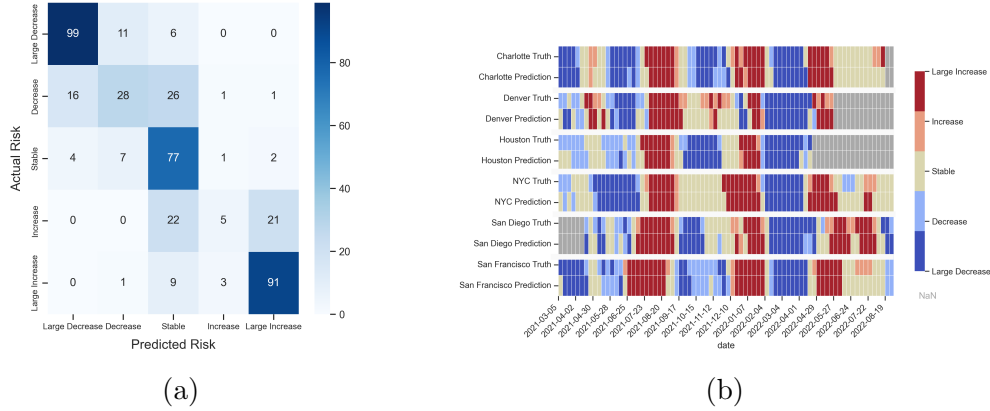 Actual Risk
Large Decrease
Decrease
Stable
Increase
Large Increase
99 11 6 0 0
16 28 26 1 1
4 7 77 1 2
0 0 22 5 21
0 1 9 3 91
Large Decrease Decrease Stable Increase Large Increase
Predicted Risk
80
60
40
20
0
(a)
Charlotte Truth
Charlotte Prediction
Denver Truth
Denver Prediction
Houston Truth
Houston Prediction
NYC Truth
NYC Prediction
San Diego Truth
San Diego Prediction
San Francisco Truth
San Francisco Prediction
2021-03-05
2021-04-02
2021-04-30
2021-05-28
2021-06-25
2021-07-23
2021-08-20
2021-09-17
2021-10-15
2021-11-12
2021-12-10
2022-01-07
2022-02-04
2022-03-04
2022-04-01
2022-04-29
2022-05-27
2022-06-24
2022-07-22
2022-08-19
date
Large Increase
Increase
Stable
Decrease
Large Decrease
NaN
(b)